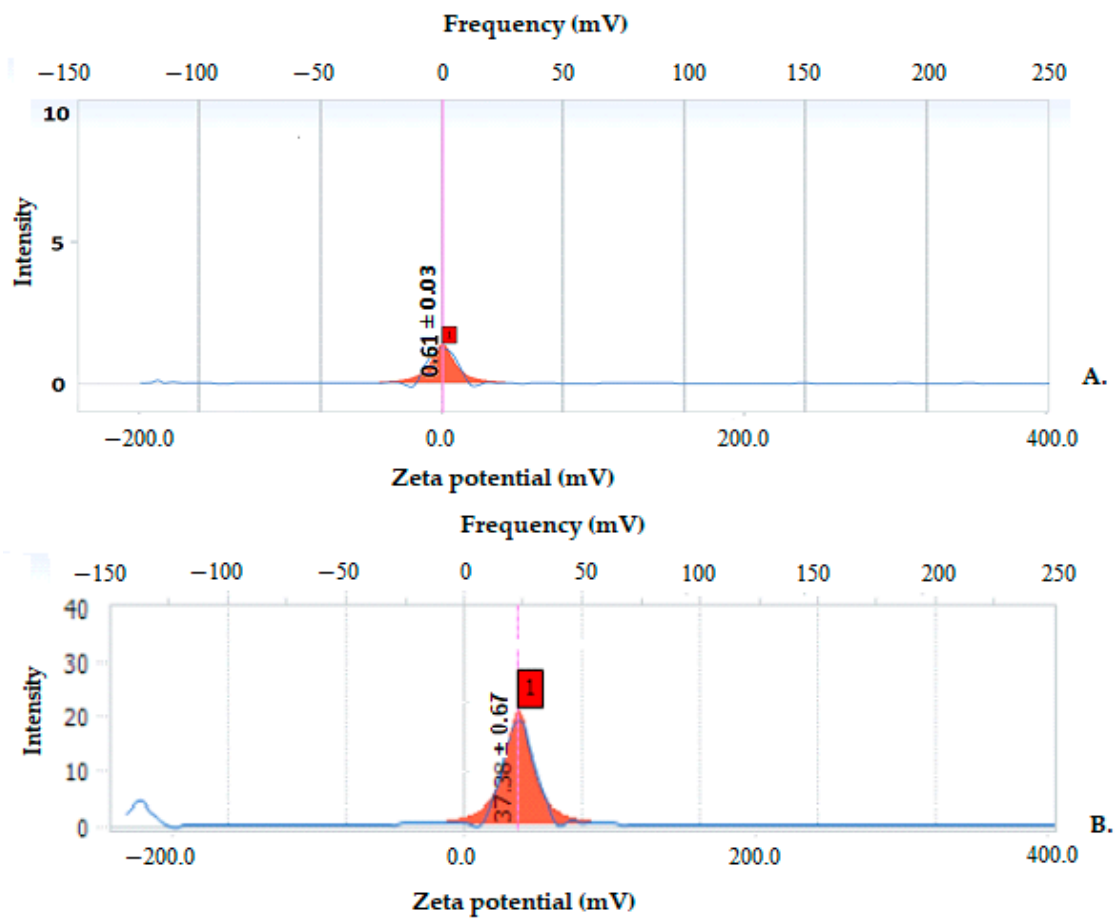 Frequency (mV)
−150 −100 −50 0 50 100 150 200 250
10
5
0
Intensity
0.61 ± 0.03
A.
−200.0 0.0 200.0 400.0
Zeta potential (mV)
Frequency (mV)
−150 −100 −50 0 50 100 150 200 250
40
30
20
10
0
Intensity
37.38 ± 0.67
1
B.
−200.0 0.0 200.0 400.0
Zeta potential (mV)